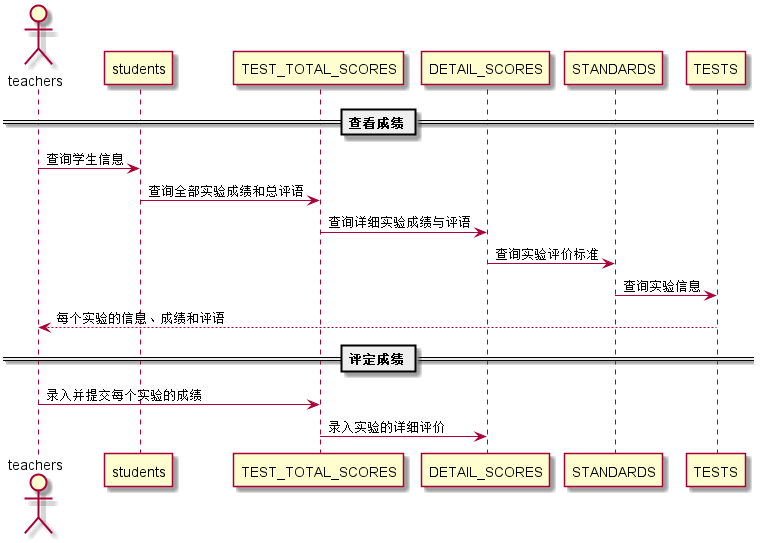 teachers
students
TEST_TOTAL_SCORES
DETAIL_SCORES
STANDARDS
TESTS
查看成绩
查询学生信息
查询全部实验成绩和总评语
查询详细实验成绩与评语
查询实验评价标准
查询实验信息
每个实验的信息、成绩和评语
评定成绩
录入并提交每个实验的成绩
录入实验的详细评价
teachers
students
TEST_TOTAL_SCORES
DETAIL_SCORES
STANDARDS
TESTS